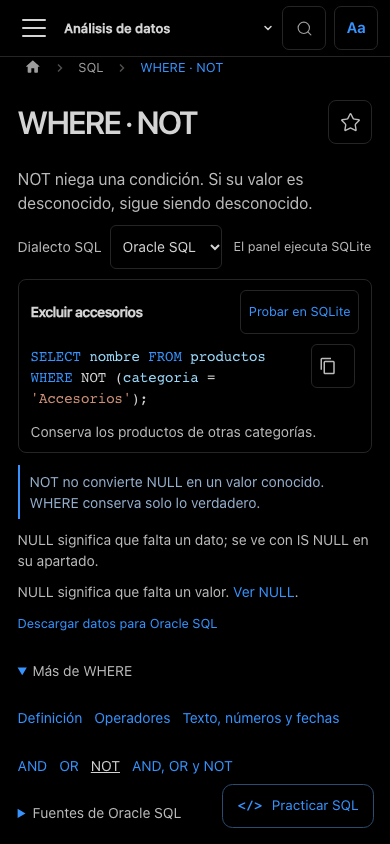 Análisis de datos
Aa
SQL
WHERE · NOT
WHERE · NOT
NOT niega una condición. Si su valor es
desconocido, sigue siendo desconocido.
Dialecto SQL
Oracle SQL
El panel ejecuta SQLite
Excluir accesorios
Probar en SQLite
SELECT nombre FROM productos
WHERE NOT (categoria =
'Accesorios');
Conserva los productos de otras categorías.
NOT no convierte NULL en un valor conocido.
WHERE conserva solo lo verdadero.
NULL significa que falta un dato; se ve con IS NULL en
su apartado.
NULL significa que falta un valor. Ver NULL.
Descargar datos para Oracle SQL
Más de WHERE
Definición Operadores Texto, números y fechas
AND OR NOT AND, OR y NOT
</> Practicar SQL
Fuentes de Oracle SQL